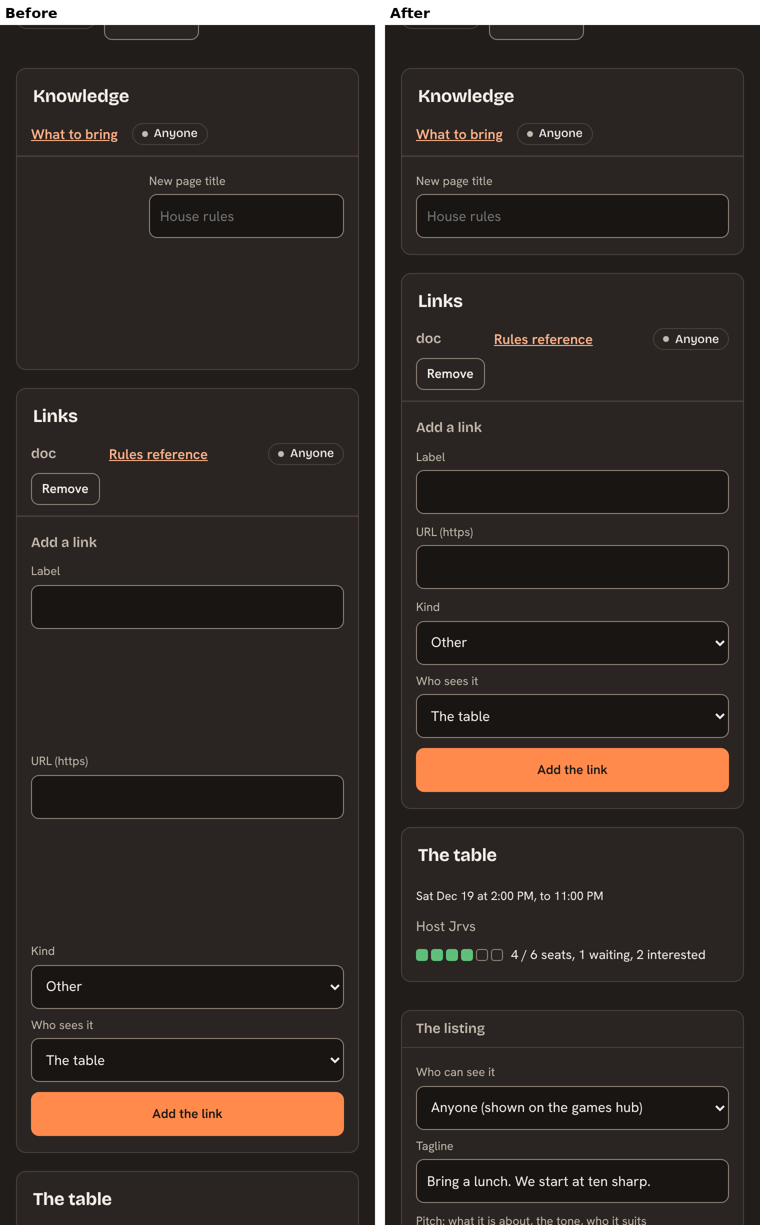 Before
Knowledge
What to bring
Anyone
New page title
House rules
Links
doc
Rules reference
Anyone
Remove
Add a link
Label
URL (https)
Kind
Other
Who sees it
The table
Add the link
The table
After
Knowledge
What to bring
Anyone
New page title
House rules
Links
doc
Rules reference
Anyone
Remove
Add a link
Label
URL (https)
Kind
Other
Who sees it
The table
Add the link
The table
Sat Dec 19 at 2:00 PM, to 11:00 PM
Host Jrvs
4 / 6 seats, 1 waiting, 2 interested
The listing
Who can see it
Anyone (shown on the games hub)
Tagline
Bring a lunch. We start at ten sharp.
Pitch: what it is about, the tone, who it suits